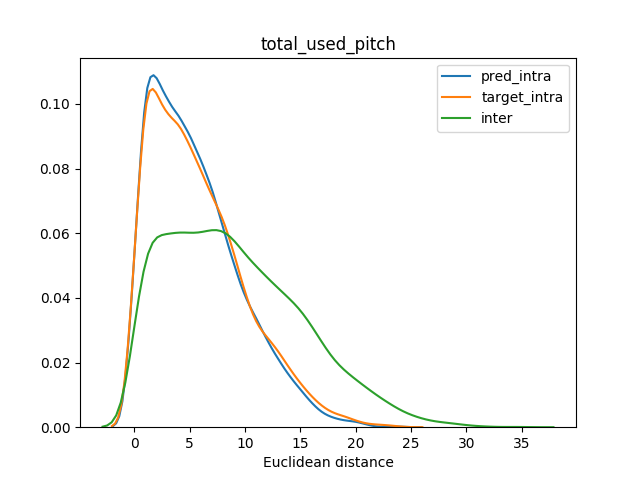 total_used_pitch
pred_intra
target_intra
inter
0.10
0.08
0.06
0.04
0.02
0.00
0 5 10 15 20 25 30 35
Euclidean distance